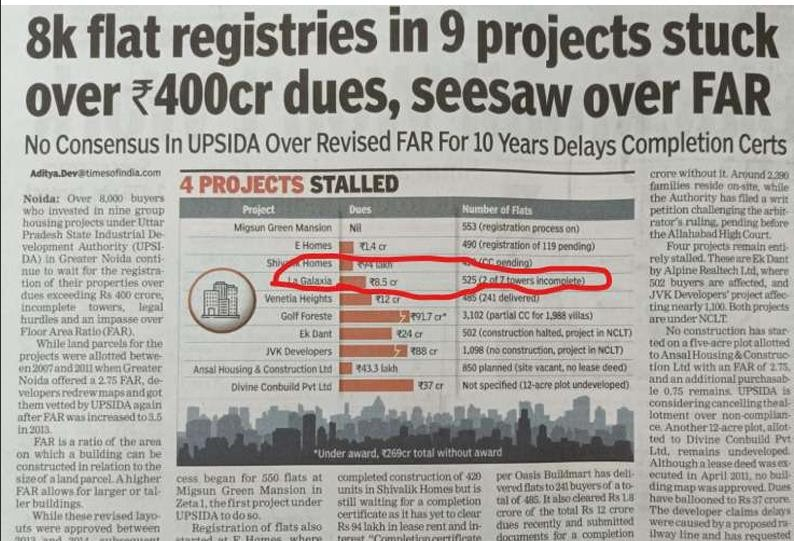 8k flat registries in 9 projects stuck
over ₹400cr dues, seesaw over FAR
No Consensus In UPSIDA Over Revised FAR For 10 Years Delays Completion Certs
Aditya.Dev@timesofindia.com
Noida: Over 8,000 buyers
who invested in nine group
housing projects under Uttar
Pradesh State Industrial De-
velopment Authority (UPSI-
DA) in Greater Noida conti-
nue to wait for the registra-
tion of their properties over
dues exceeding Rs 400 crore,
incomplete towers, legal
hurdles and an impasse over
Floor Area Ratio (FAR).
While land parcels for the
projects were allotted betwe-
en 2007 and 2011 when Greater
Noida offered a 2.75 FAR, de-
velopers redrew maps and got
them vetted by UPSIDA again
after FAR was increased to 3.5
in 2013.
FAR is a ratio of the area
on which a building can be
constructed in relation to the
size of a land parcel. A higher
FAR allows for larger or tal-
ler buildings.
While these revised layo-
uts were approved between
4 PROJECTS STALLED
Project Dues Number of Flats
Migsun Green Mansion Nil 553 (registration process on)
E Homes ₹1.4 cr 490 (registration of 119 pending)
Shivalik Homes ₹94 lakh (CC pending)
La Galaxia ₹8.5 cr 525 (2 of 7 towers incomplete)
Venetia Heights ₹12 cr 485 (241 delivered)
Golf Foreste ₹91.7 cr* 3,102 (partial CC for 1,988 villas)
Ek Dant ₹24 cr 502 (construction halted, project in NCLT)
JVK Developers ₹88 cr 1,098 (no construction, project in NCLT)
Ansal Housing & Construction Ltd ₹43.3 lakh 850 planned (site vacant, no lease deed)
Divine Conbuild Pvt Ltd ₹37 cr Not specified (12-acre plot undeveloped)
*Under award, ₹269cr total without award
cess began for 550 flats at
Migsun Green Mansion in
Zeta 1, the first project under
UPSIDA to do so.
Registration of flats also
started at E Homes, where
completed construction of 420
units in Shivalik Homes but is
still waiting for a completion
certificate as it has yet to clear
Rs 94 lakh in lease rent and in-
terest. "Completion certificate
per Oasis Buildmart has deli-
vered flats to 241 buyers of a to-
tal of 485. It also cleared Rs 1.8
crore of the total Rs 12 crore
dues recently and submitted
documents for a completion
crore without it. Around 2,390
families reside on-site, while
the Authority has filed a writ
petition challenging the arbit-
rator's ruling, pending before
the Allahabad High Court.
Four projects remain enti-
rely stalled. These are Ek Dant
by Alpine Realtech Ltd, where
502 buyers are affected, and
JVK Developers' project affec-
ting nearly 1,100. Both projects
are under NCLT.
No construction has star-
ted on a five-acre plot allotted
to Ansal Housing & Construc-
tion Ltd with an FAR of 2.75,
and an additional purchasab-
le 0.75 remains. UPSIDA is
considering cancelling the al-
lotment over non-complian-
ce. Another 12-acre plot, allot-
ted to Divine Conbuild Pvt
Ltd, remains undeveloped.
Although a lease deed was ex-
ecuted in April 2011, no buil-
ding map was approved. Dues
have ballooned to Rs 37 crore.
The developer claims delays
were caused by a proposed ra-
ilway line and has requested